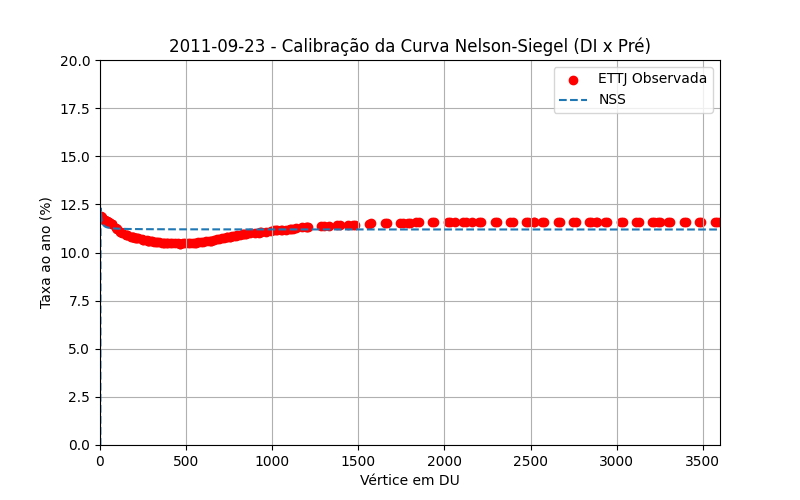 2011-09-23 - Calibração da Curva Nelson-Siegel (DI x Pré)
ETTJ Observada
NSS
Taxa ao ano (%)
20.0
17.5
15.0
12.5
10.0
7.5
5.0
2.5
0.0
0 500 1000 1500 2000 2500 3000 3500
Vértice em DU